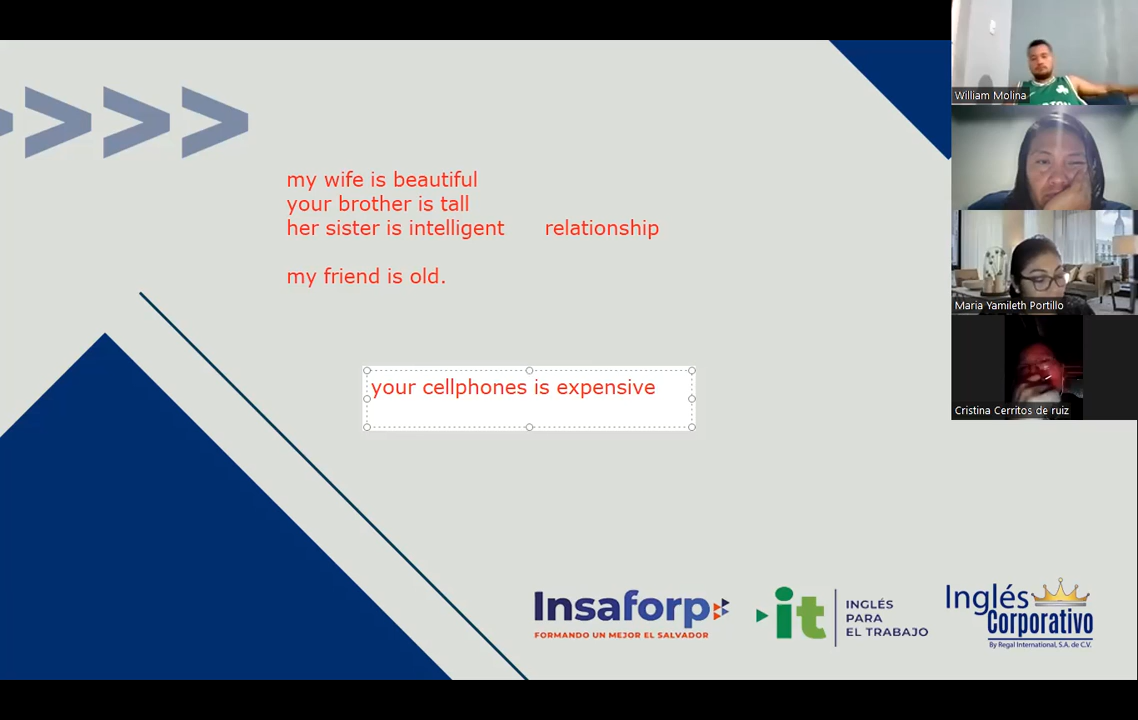 my wife is beautiful
your brother is tall
her sister is intelligent relationship
my friend is old.
your cellphones is expensive
William Molina
Maria Yamileth Portillo
Cristina Cerritos de ruiz
Insaforp
FORMANDO UN MEJOR EL SALVADOR
it
INGLÉS
PARA
EL TRABAJO
Inglés
Corporativo
By Regal International, S.A. de C.V.